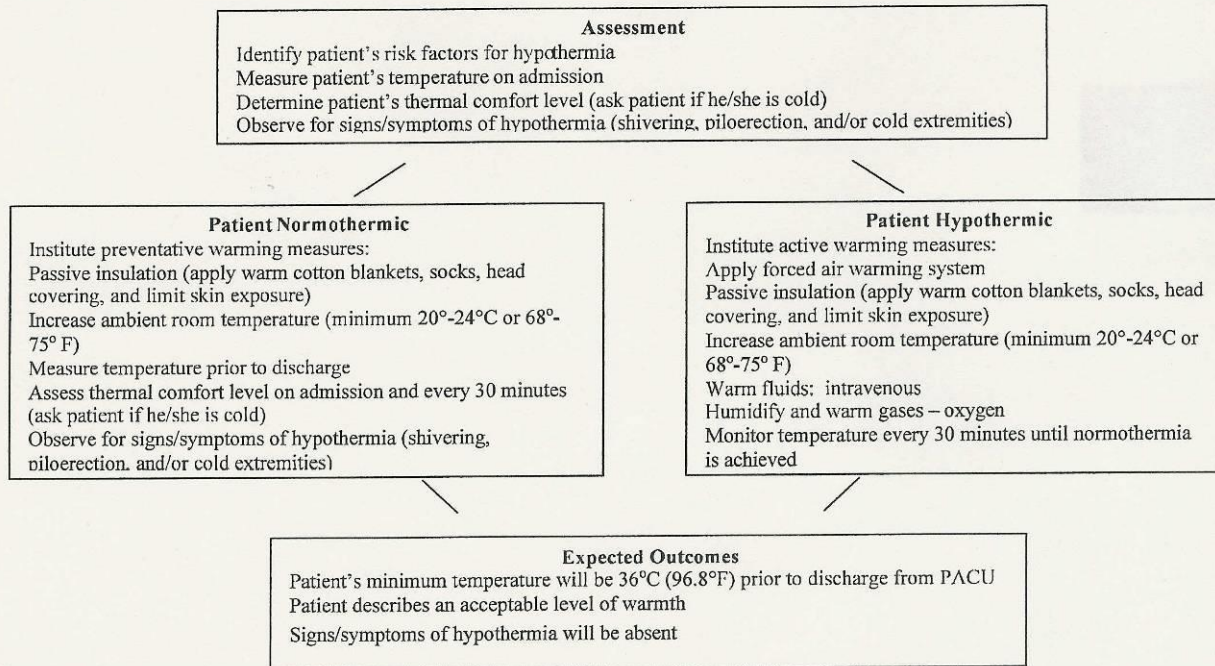 Assessment
Identify patient's risk factors for hypothermia
Measure patient's temperature on admission
Determine patient's thermal comfort level (ask patient if he/she is cold)
Observe for signs/symptoms of hypothermia (shivering, piloerection, and/or cold extremities)
Patient Normothermic
Institute preventative warming measures:
Passive insulation (apply warm cotton blankets, socks, head
covering, and limit skin exposure)
Increase ambient room temperature (minimum 20°-24°C or 68°-
75° F)
Measure temperature prior to discharge
Assess thermal comfort level on admission and every 30 minutes
(ask patient if he/she is cold)
Observe for signs/symptoms of hypothermia (shivering,
piloerection, and/or cold extremities)
Patient Hypothermic
Institute active warming measures:
Apply forced air warming system
Passive insulation (apply warm cotton blankets, socks, head
covering, and limit skin exposure)
Increase ambient room temperature (minimum 20°-24°C or
68°-75° F)
Warm fluids: intravenous
Humidify and warm gases – oxygen
Monitor temperature every 30 minutes until normothermia
is achieved
Expected Outcomes
Patient's minimum temperature will be 36°C (96.8°F) prior to discharge from PACU
Patient describes an acceptable level of warmth
Signs/symptoms of hypothermia will be absent